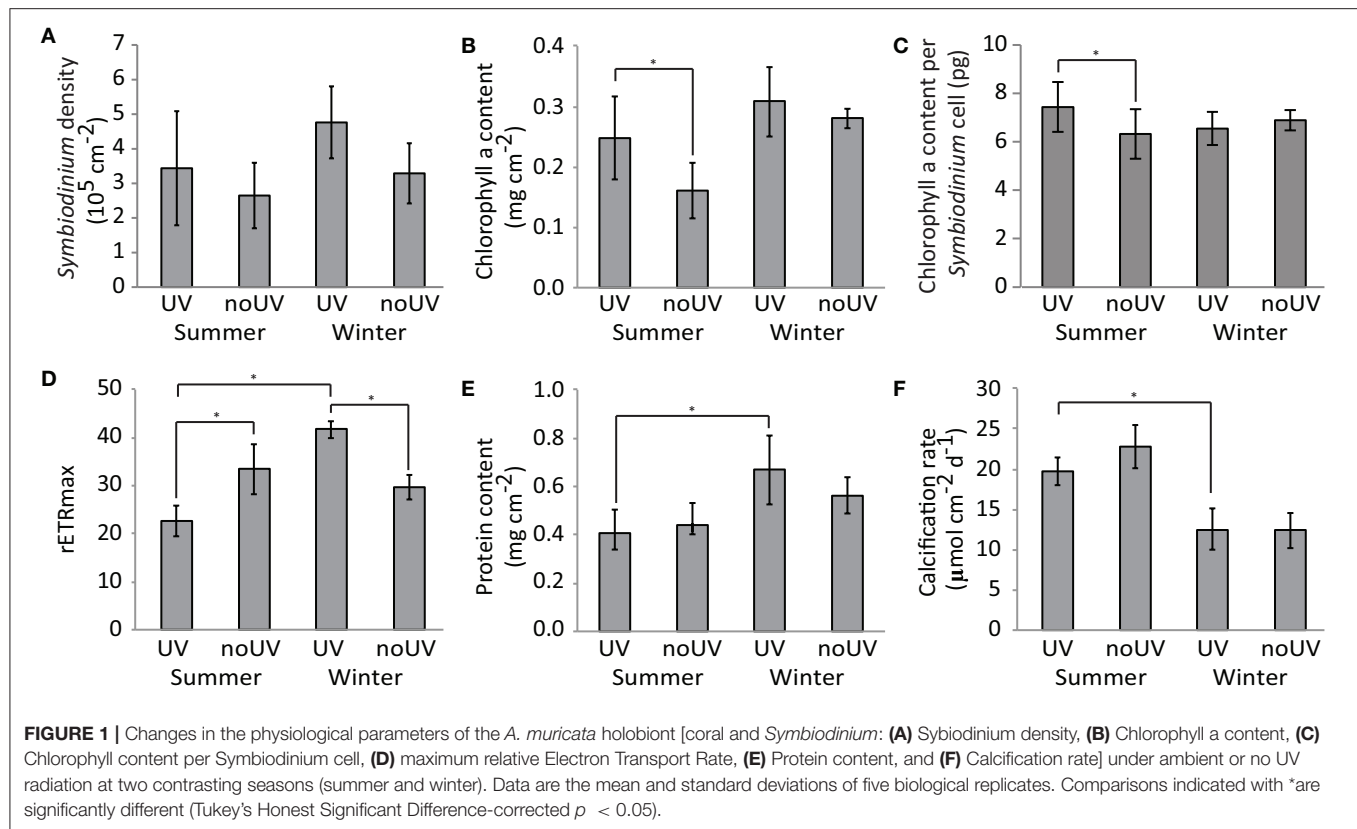 A
Symbiodinium density
(10⁵ cm⁻²)
7
6
5
4
3
2
1
0
UV noUV UV noUV
Summer Winter
B
Chlorophyll a content
(mg cm⁻²)
0.4
0.3
0.2
0.1
0.0
*
UV noUV UV noUV
Summer Winter
C
Chlorophyll a content per
Symbiodinium cell (pg)
10
8
6
4
2
0
*
UV noUV UV noUV
Summer Winter
D
rETRmax
50
40
30
20
10
0
*
*
*
UV noUV UV noUV
Summer Winter
E
Protein content
(mg cm⁻²)
1.0
0.8
0.6
0.4
0.2
0.0
*
UV noUV UV noUV
Summer Winter
F
Calcification rate
(µmol cm⁻² d⁻¹)
30
25
20
15
10
5
0
*
UV noUV UV noUV
Summer Winter
FIGURE 1 | Changes in the physiological parameters of the A. muricata holobiont [coral and Symbiodinium: (A) Sybiodinium density, (B) Chlorophyll a content, (C)
Chlorophyll content per Symbiodinium cell, (D) maximum relative Electron Transport Rate, (E) Protein content, and (F) Calcification rate] under ambient or no UV
radiation at two contrasting seasons (summer and winter). Data are the mean and standard deviations of five biological replicates. Comparisons indicated with *are
significantly different (Tukey's Honest Significant Difference-corrected p < 0.05).